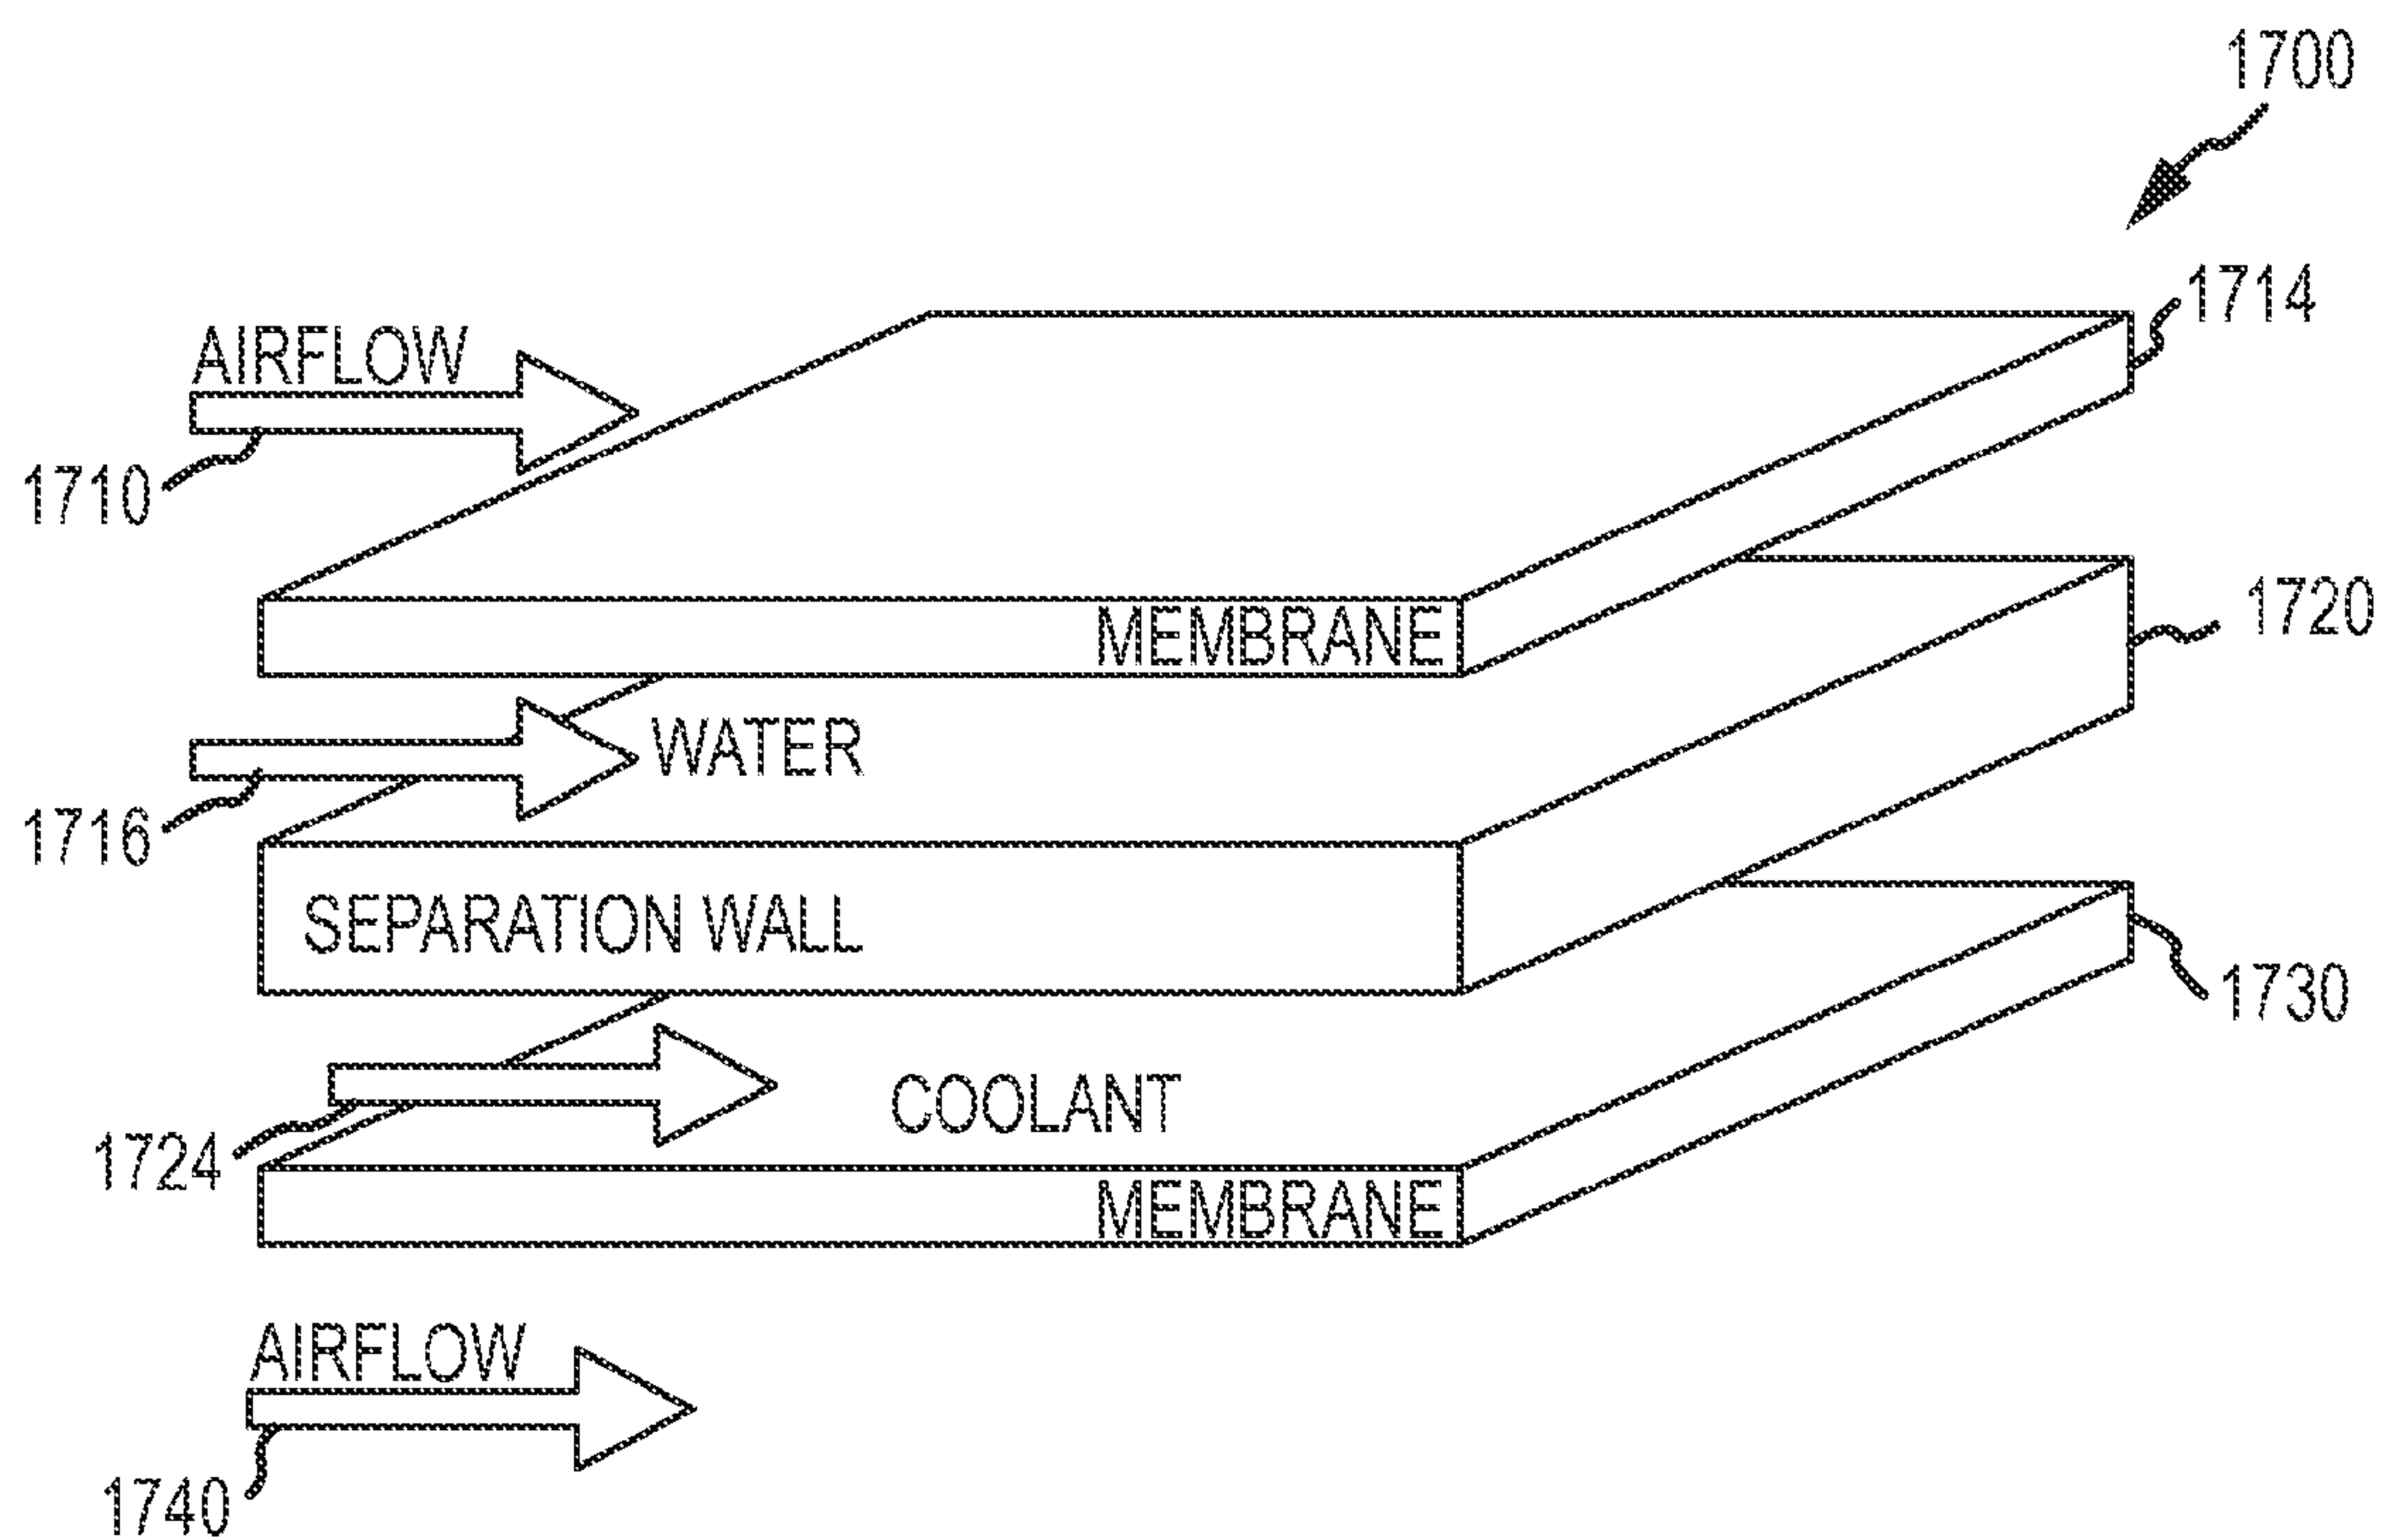 1700
1714
AIRFLOW
1710
1720
MEMBRANE
WATER
1716
SEPARATION WALL
1730
COOLANT
1724
MEMBRANE
AIRFLOW
1740